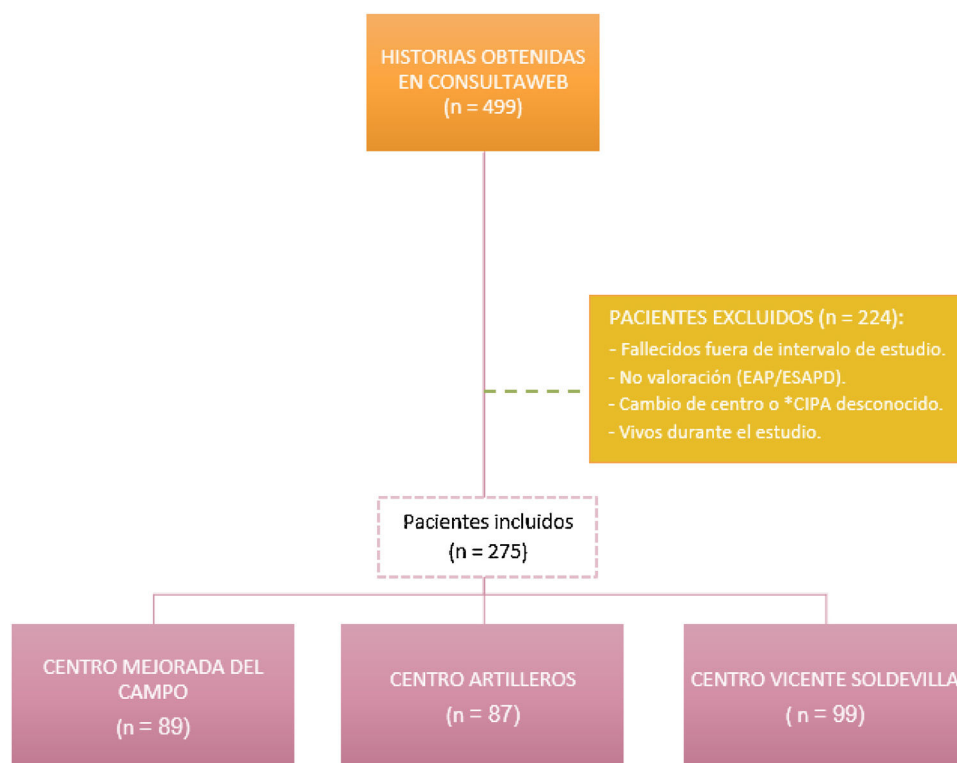 HISTORIAS OBTENIDAS
EN CONSULTAWEB
(n = 499)
PACIENTES EXCLUIDOS (n = 224):
- Fallecidos fuera de intervalo de estudio.
- No valoración (EAP/ESAPD).
- Cambio de centro o *CIPA desconocido.
- Vivos durante el estudio.
Pacientes incluidos
(n = 275)
CENTRO MEJORADA DEL
CAMPO
(n = 89)
CENTRO ARTILLEROS
(n = 87)
CENTRO VICENTE SOLDEVILLA
( n = 99)